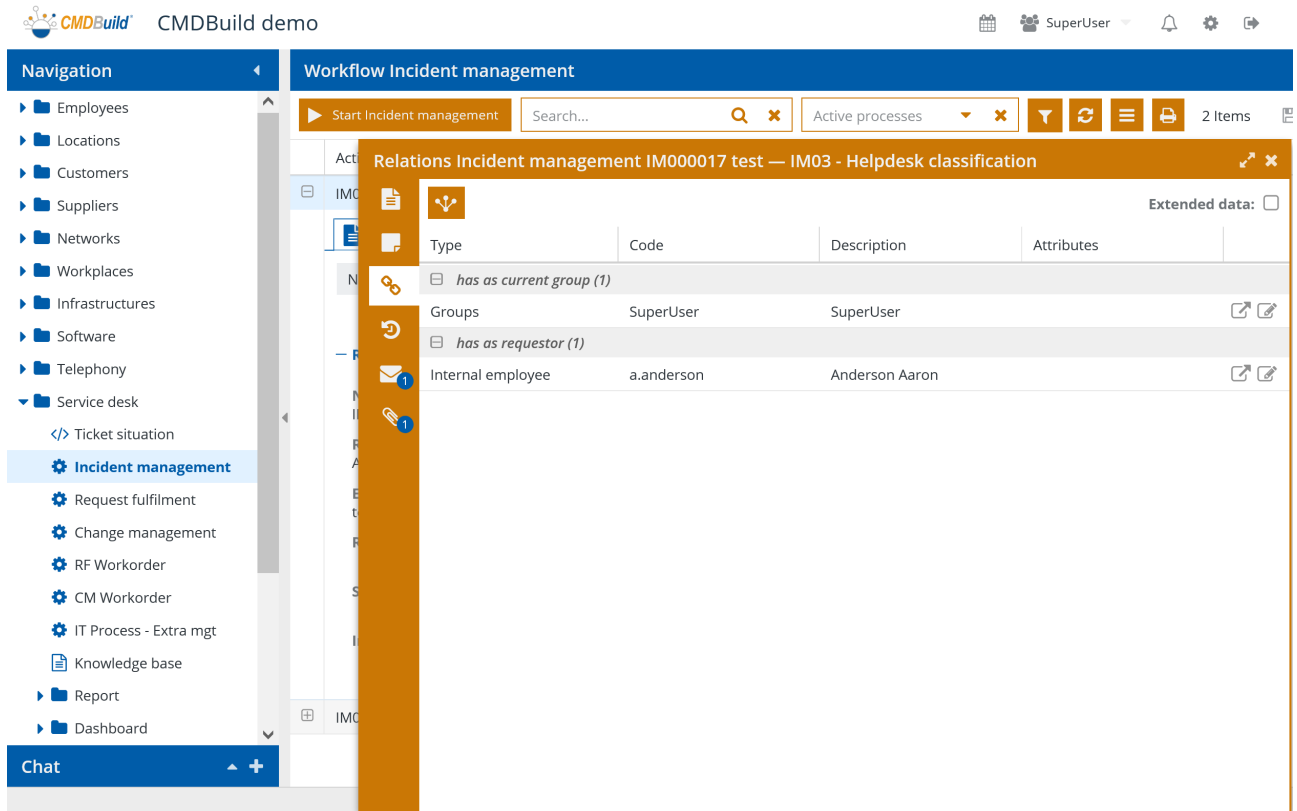 CMDBuild CMDBuild demo
SuperUser
Navigation
Workflow Incident management
Employees
Locations
Customers
Suppliers
Networks
Workplaces
Infrastructures
Software
Telephony
Service desk
Ticket situation
Incident management
Request fulfilment
Change management
RF Workorder
CM Workorder
IT Process - Extra mgt
Knowledge base
Report
Dashboard
Chat
Start Incident management
Search...
Active processes
2 Items
Relations Incident management IM000017 test — IM03 - Helpdesk classification
Extended data:
Type Code Description Attributes
has as current group (1)
Groups SuperUser SuperUser
has as requestor (1)
Internal employee a.anderson Anderson Aaron
1
1